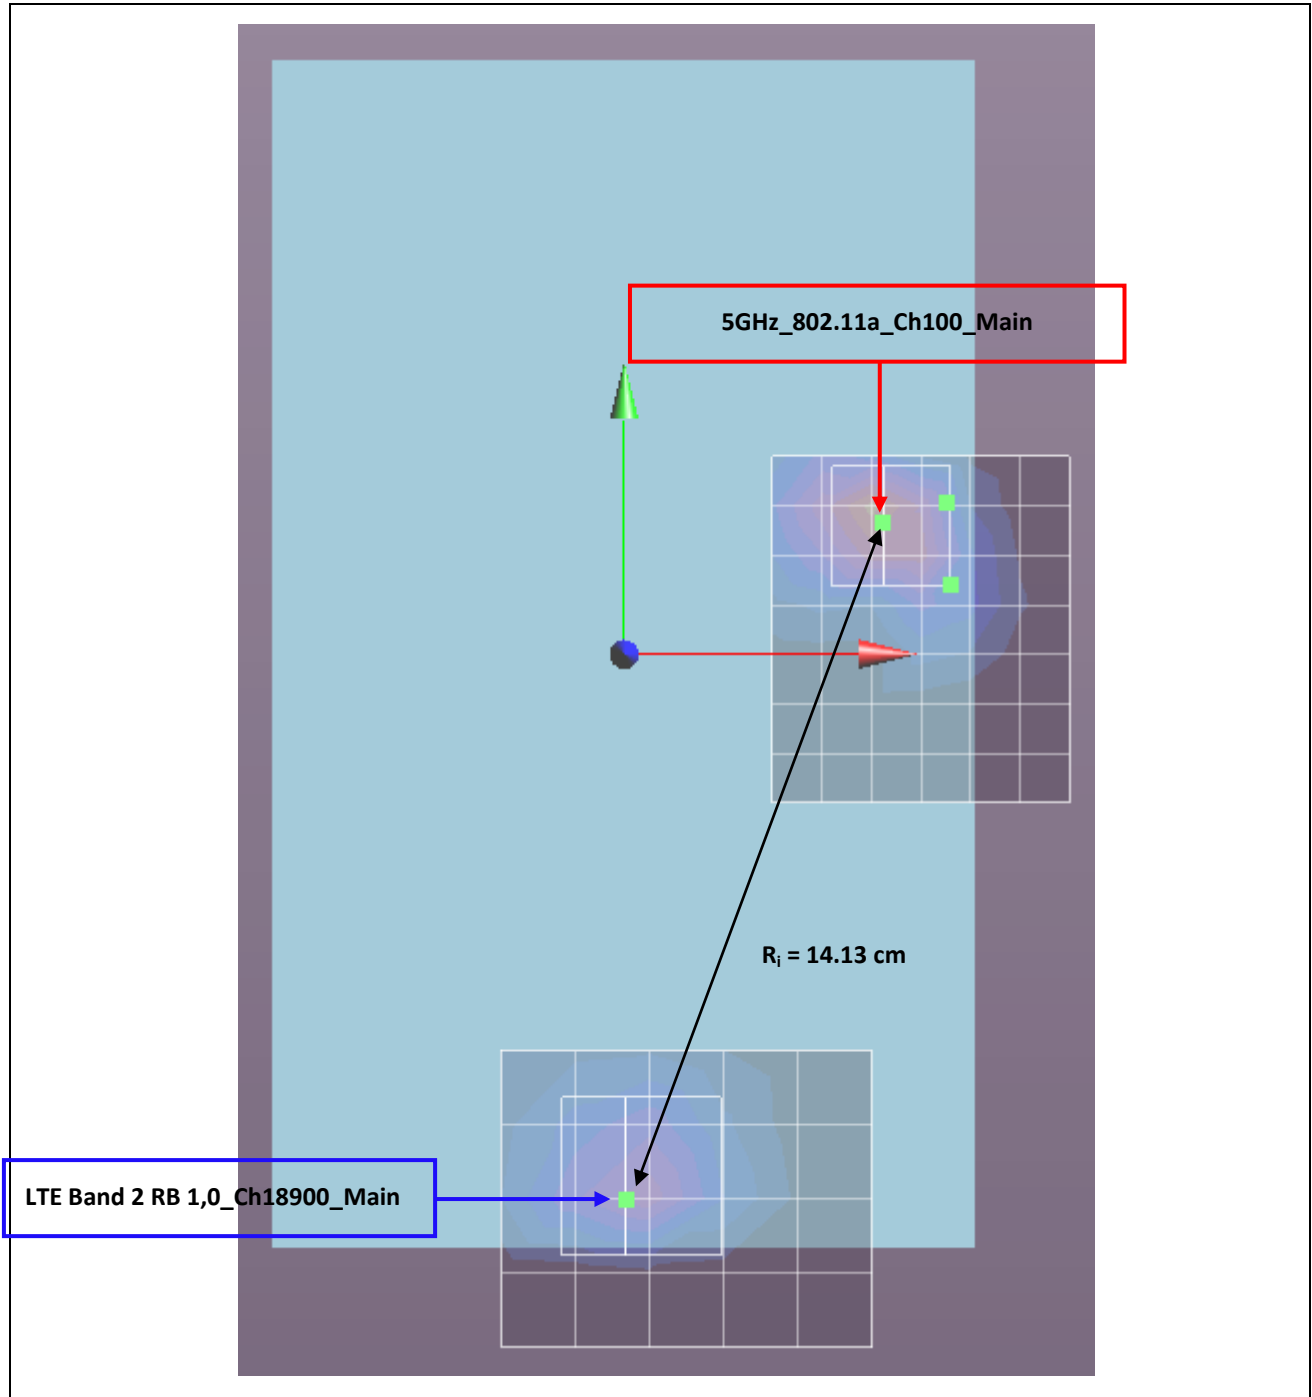 5GHz_802.11a_Ch100_Main
Rᵢ = 14.13 cm
LTE Band 2 RB 1,0_Ch18900_Main